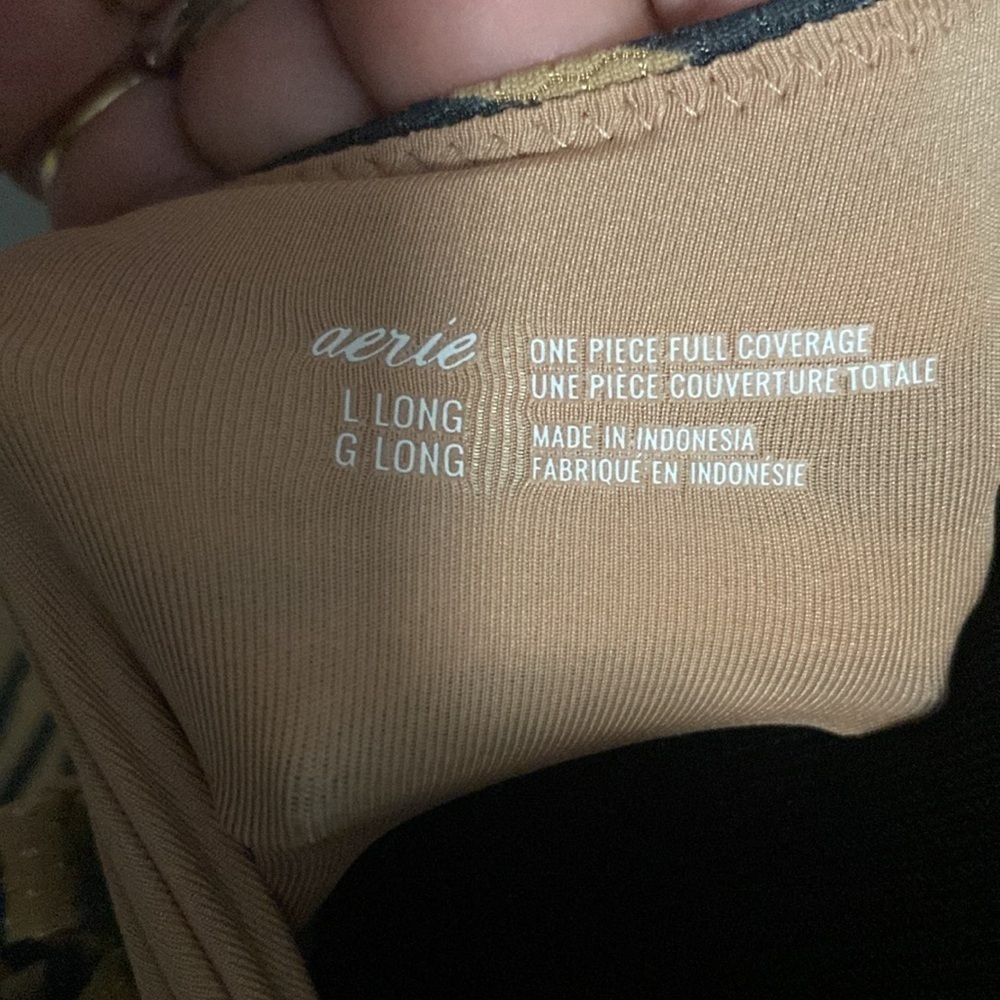 aerie
L LONG
G LONG
ONE PIECE FULL COVERAGE
UNE PIÈCE COUVERTURE TOTALE
MADE IN INDONESIA
FABRIQUÉ EN INDONÉSIE